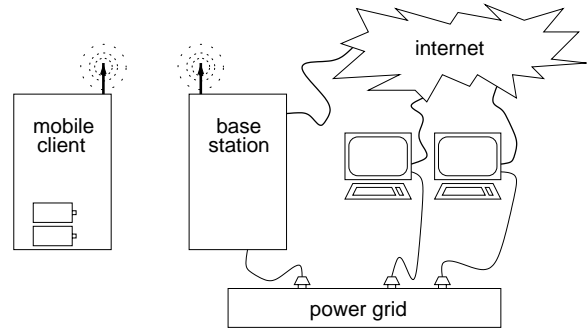 internet
mobile
client
base
station
power grid